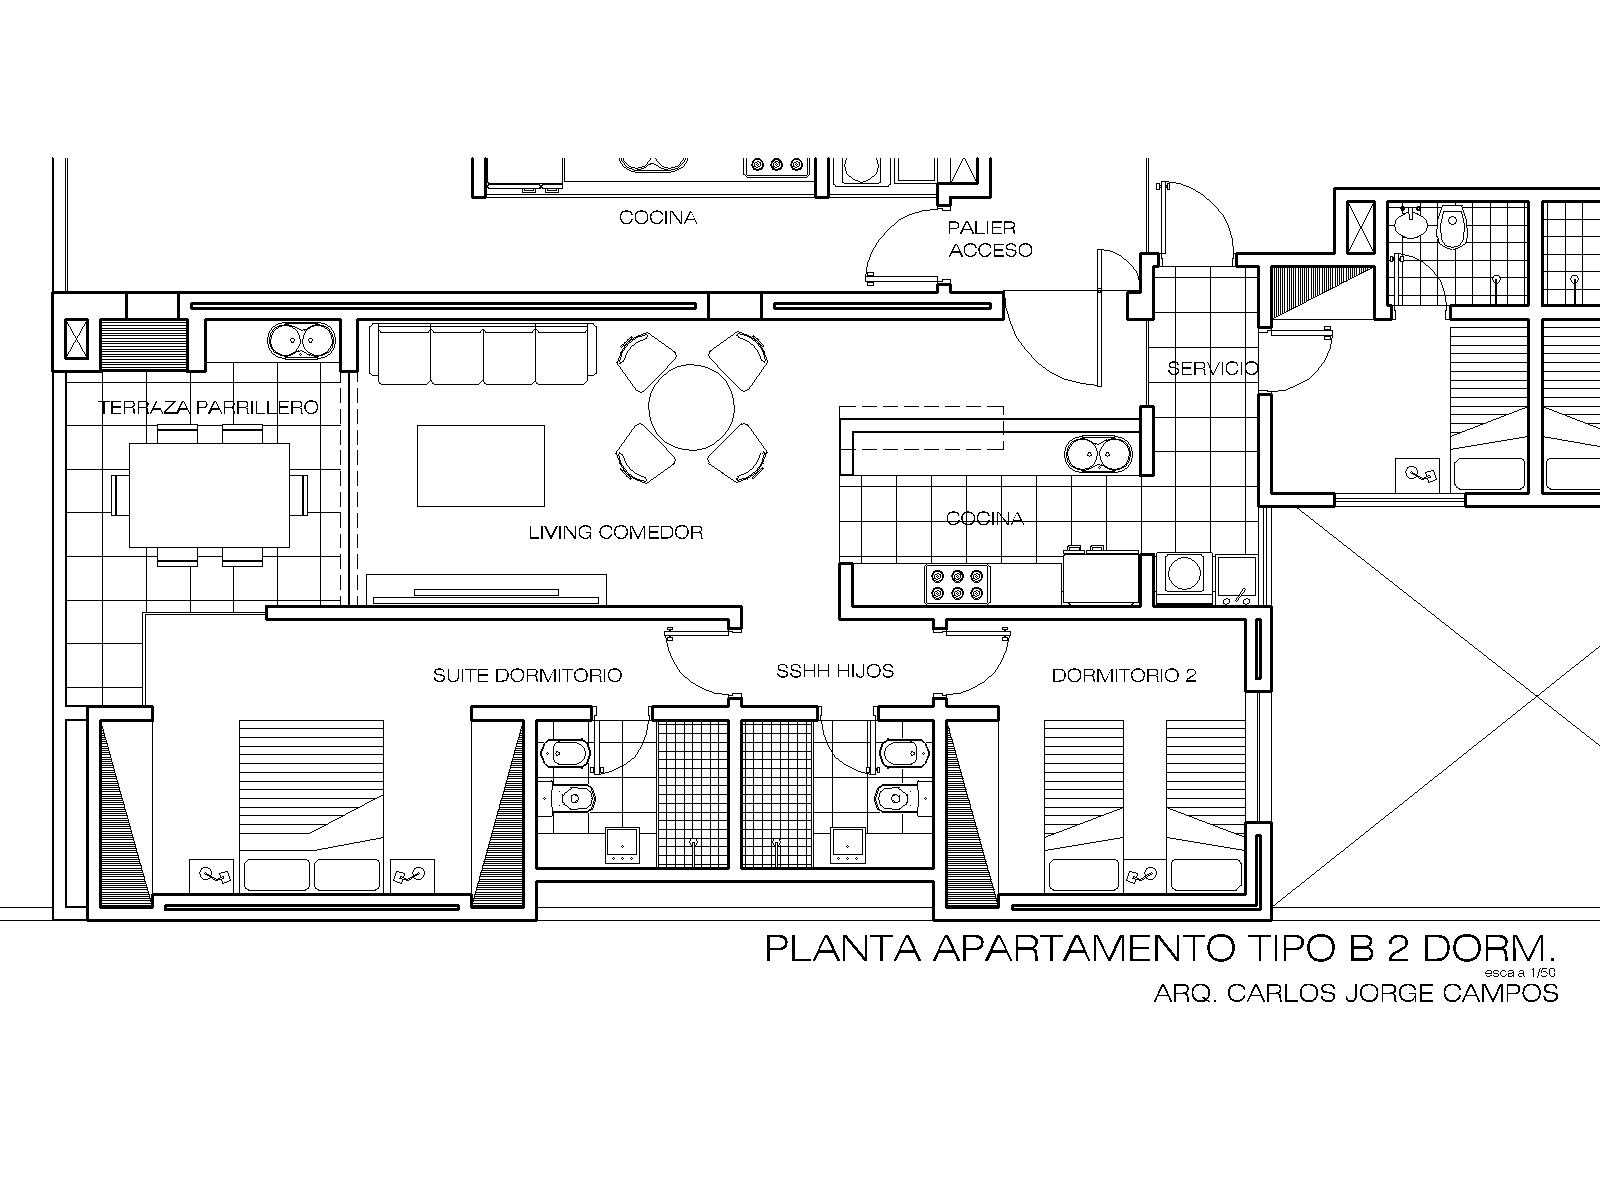 COCINA
PALIER
ACCESO
SERVICIO
TERRAZA PARRILLERO
LIVING COMEDOR
COCINA
SUITE DORMITORIO
SSHH HIJOS
DORMITORIO 2
PLANTA APARTAMENTO TIPO B 2 DORM.
esca a 1/50
ARQ. CARLOS JORGE CAMPOS